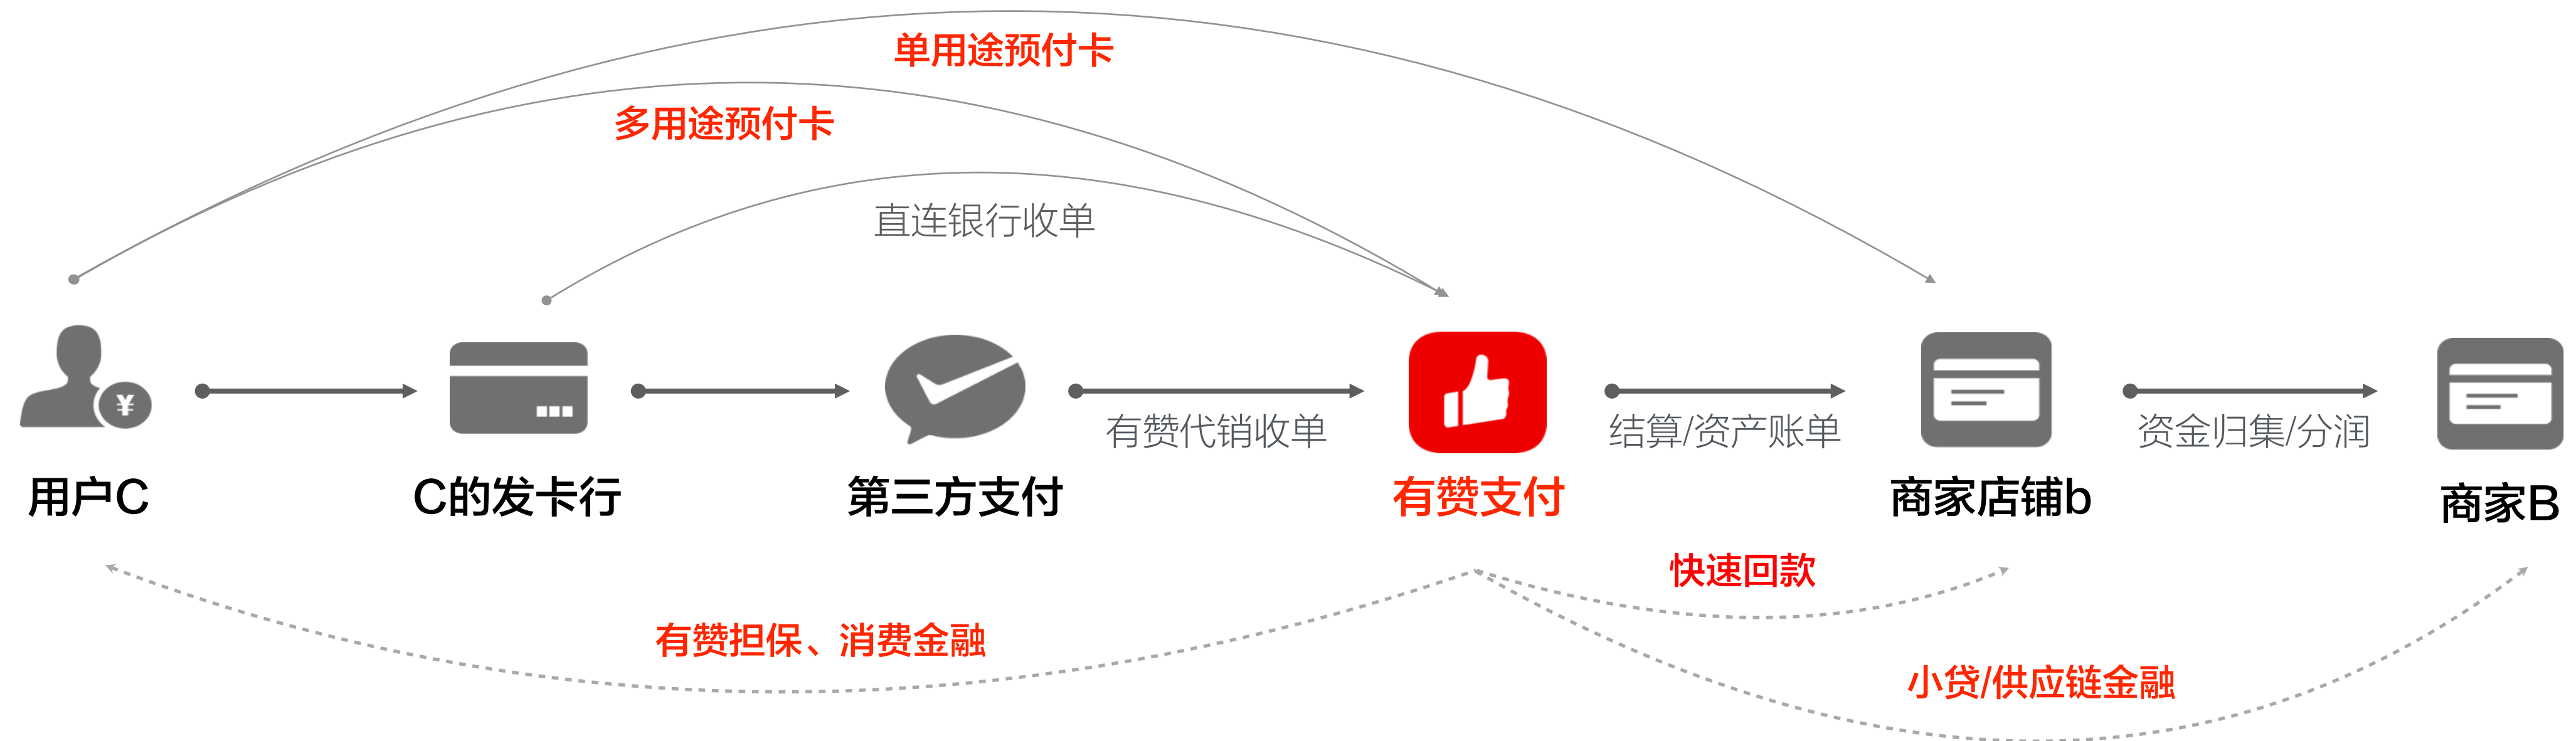 单用途预付卡
多用途预付卡
直连银行收单
¥
有赞代销收单
结算/资产账单
资金归集/分润
用户C
C的发卡行
第三方支付
有赞支付
商家店铺b
商家B
快速回款
有赞担保、消费金融
小贷/供应链金融